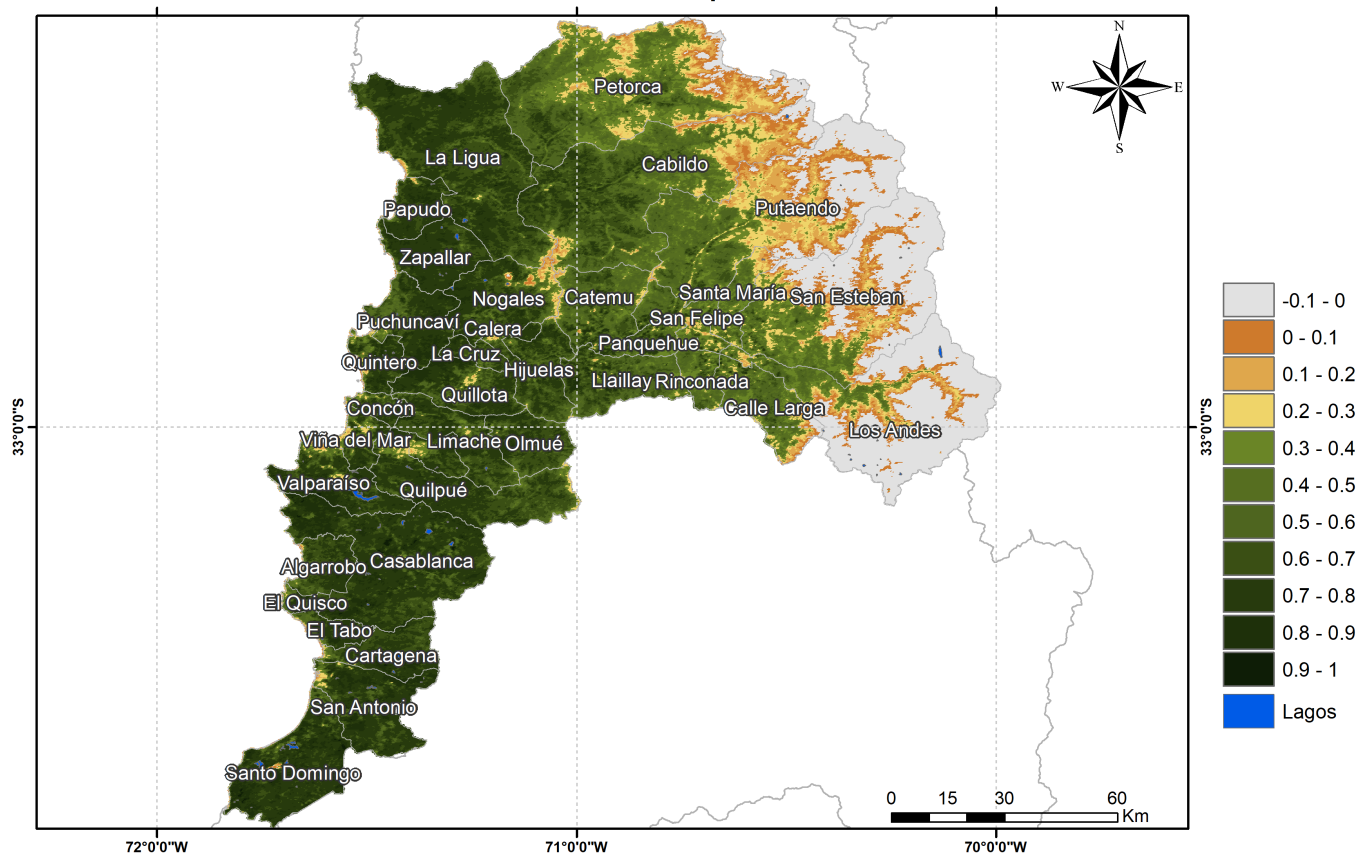 N
W
E
S
Petorca
La Ligua
Cabildo
Papudo
Putaendo
Zapallar
Nogales
Catemu
Santa María
San Esteban
Puchuncaví
Calera
San Felipe
Quintero
La Cruz
Panquehue
Hijuelas
Quillota
Llaillay
Rinconada
Concón
Calle Larga
Viña del Mar
Limache
Olmué
Los Andes
Valparaíso
Quilpué
Algarrobo
Casablanca
El Quisco
El Tabo
Cartagena
San Antonio
Santo Domingo
33°0'0"S
33°0'0"S
-0.1 - 0
0 - 0.1
0.1 - 0.2
0.2 - 0.3
0.3 - 0.4
0.4 - 0.5
0.5 - 0.6
0.6 - 0.7
0.7 - 0.8
0.8 - 0.9
0.9 - 1
Lagos
0 15 30 60
Km
72°0'0"W 71°0'0"W 70°0'0"W